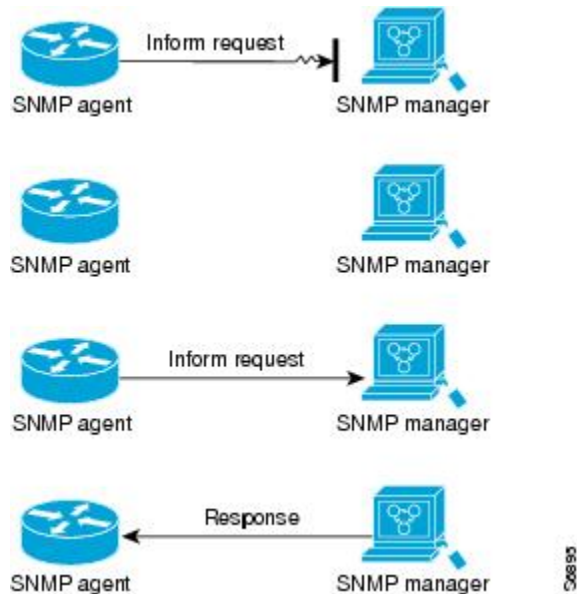 Inform request
SNMP agent SNMP manager
SNMP agent SNMP manager
Inform request
SNMP agent SNMP manager
Response
SNMP agent SNMP manager